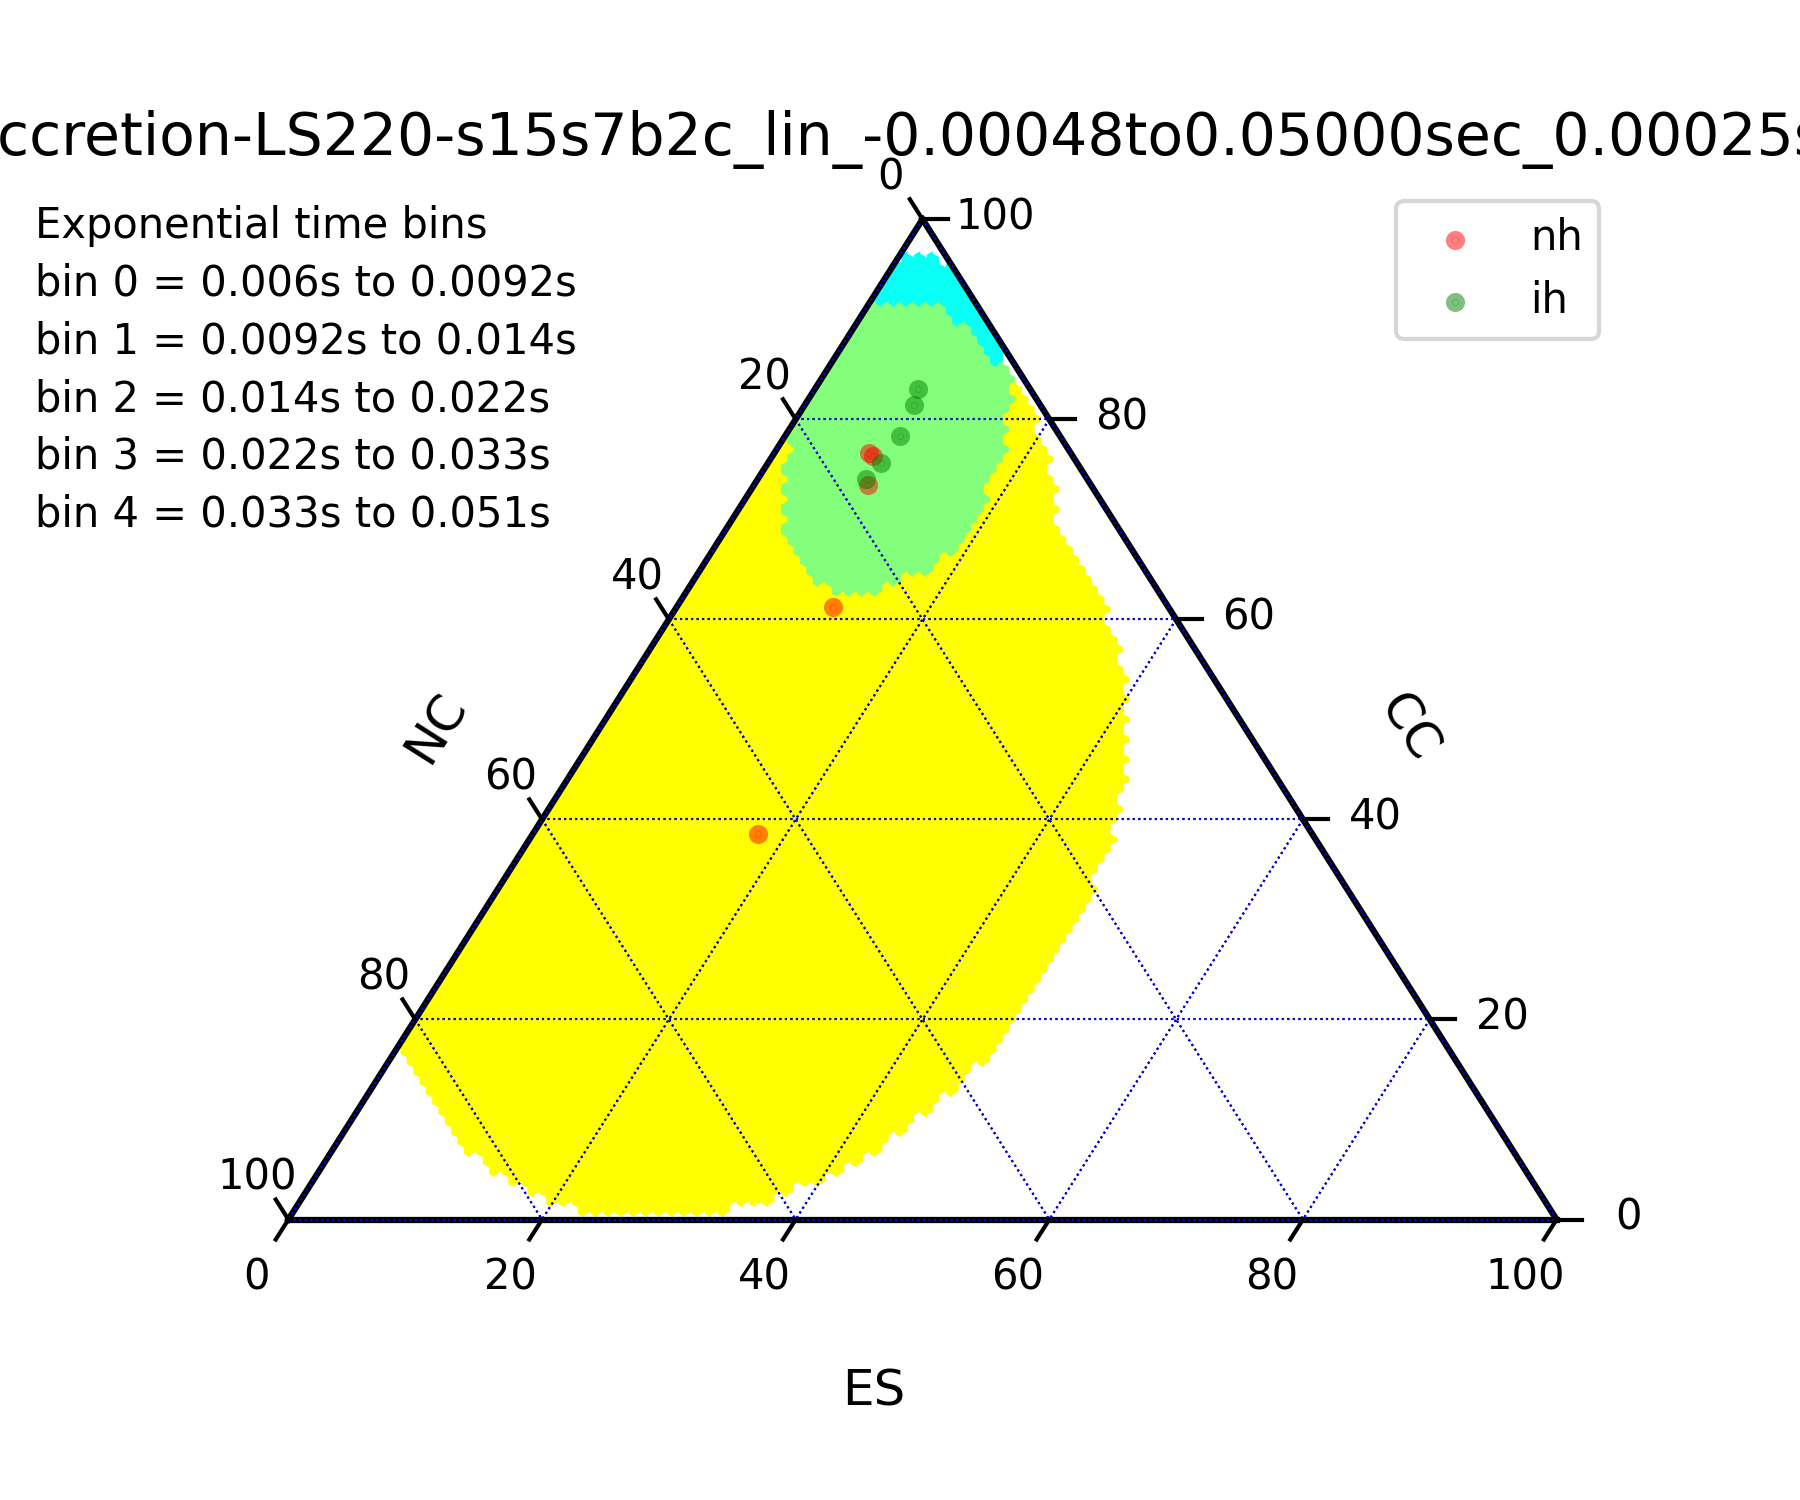 ccretion-LS220-s15s7b2c_lin_-0.00048to0.05000sec_0.00025s
Exponential time bins
bin 0 = 0.006s to 0.0092s
bin 1 = 0.0092s to 0.014s
bin 2 = 0.014s to 0.022s
bin 3 = 0.022s to 0.033s
bin 4 = 0.033s to 0.051s
nh
ih
0
100
20
80
40
60
NC
CC
60
40
80
20
100
0
0
20
40
60
80
100
ES